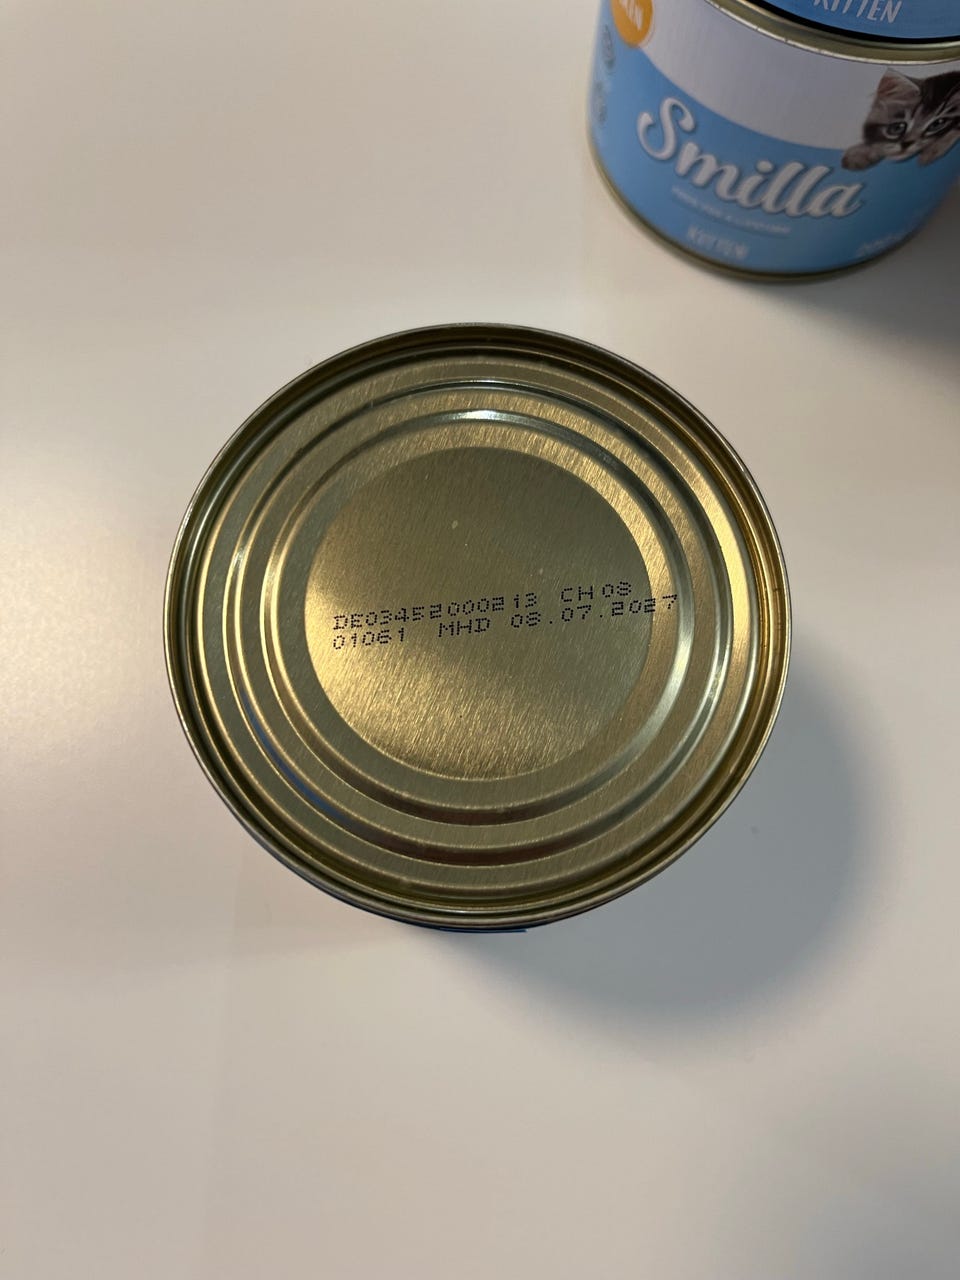 KITTEN
Smilla
KITTEN
DE03452000213 CH08
01061 MHD 08.07.2027